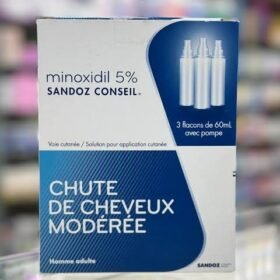 minoxidil 5%
SANDOZ CONSEIL
3 flacons de 60mL
avec pompe
Voie cutanée / Solution pour application cutanée
CHUTE
DE CHEVEUX
MODÉRÉE
Homme adulte
SANDOZ